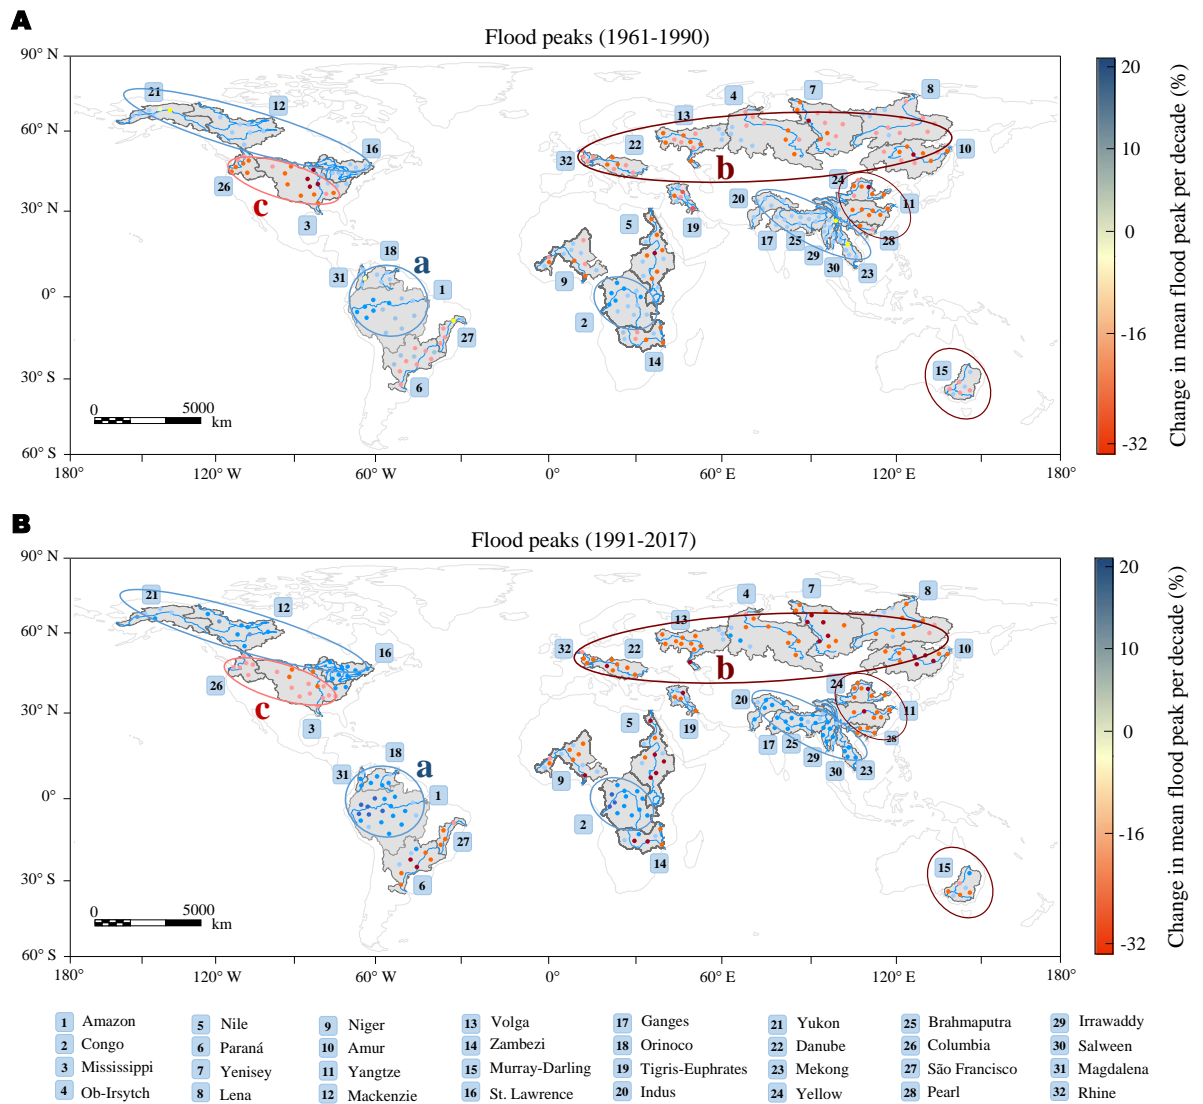 A
Flood peaks (1961-1990)
90° N
60° N
30° N
0°
30° S
60° S
180°
120° W
60° W
0°
60° E
120° E
180°
21
12
16
26
c
3
18
a
31
1
27
6
0
5000
km
4
7
8
13
22
32
b
10
24
11
20
19
5
17
25
28
29
30
23
9
2
14
15
20
10
0
-16
-32
Change in mean flood peak per decade (%)
B
Flood peaks (1991-2017)
90° N
60° N
30° N
0°
30° S
60° S
180°
120° W
60° W
0°
60° E
120° E
180°
21
12
16
26
c
3
18
a
31
1
27
6
0
5000
km
4
7
8
13
22
32
b
10
24
11
20
19
5
17
25
28
29
30
23
9
2
14
15
20
10
0
-16
-32
Change in mean flood peak per decade (%)
1 Amazon
2 Congo
3 Mississippi
4 Ob-Irsytch
5 Nile
6 Paraná
7 Yenisey
8 Lena
9 Niger
10 Amur
11 Yangtze
12 Mackenzie
13 Volga
14 Zambezi
15 Murray-Darling
16 St. Lawrence
17 Ganges
18 Orinoco
19 Tigris-Euphrates
20 Indus
21 Yukon
22 Danube
23 Mekong
24 Yellow
25 Brahmaputra
26 Columbia
27 São Francisco
28 Pearl
29 Irrawaddy
30 Salween
31 Magdalena
32 Rhine